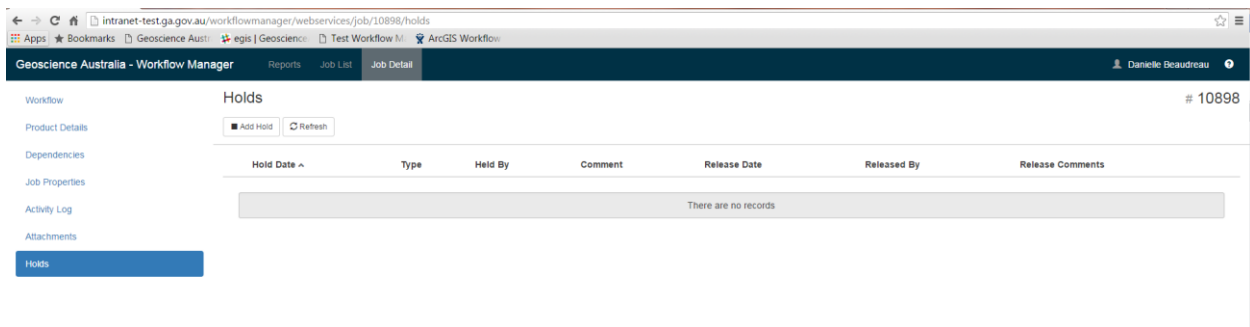 intranet-test.ga.gov.au/workflowmanager/webservices/job/10898/holds
Apps Bookmarks Geoscience Austr egis | Geoscience Test Workflow M ArcGIS Workflow
Geoscience Australia - Workflow Manager Reports Job List Job Detail Danielle Beaudreau ?
Workflow
Holds # 10898
Product Details
Add Hold Refresh
Dependencies
Hold Date Type Held By Comment Release Date Released By Release Comments
Job Properties
Activity Log
There are no records
Attachments
Holds